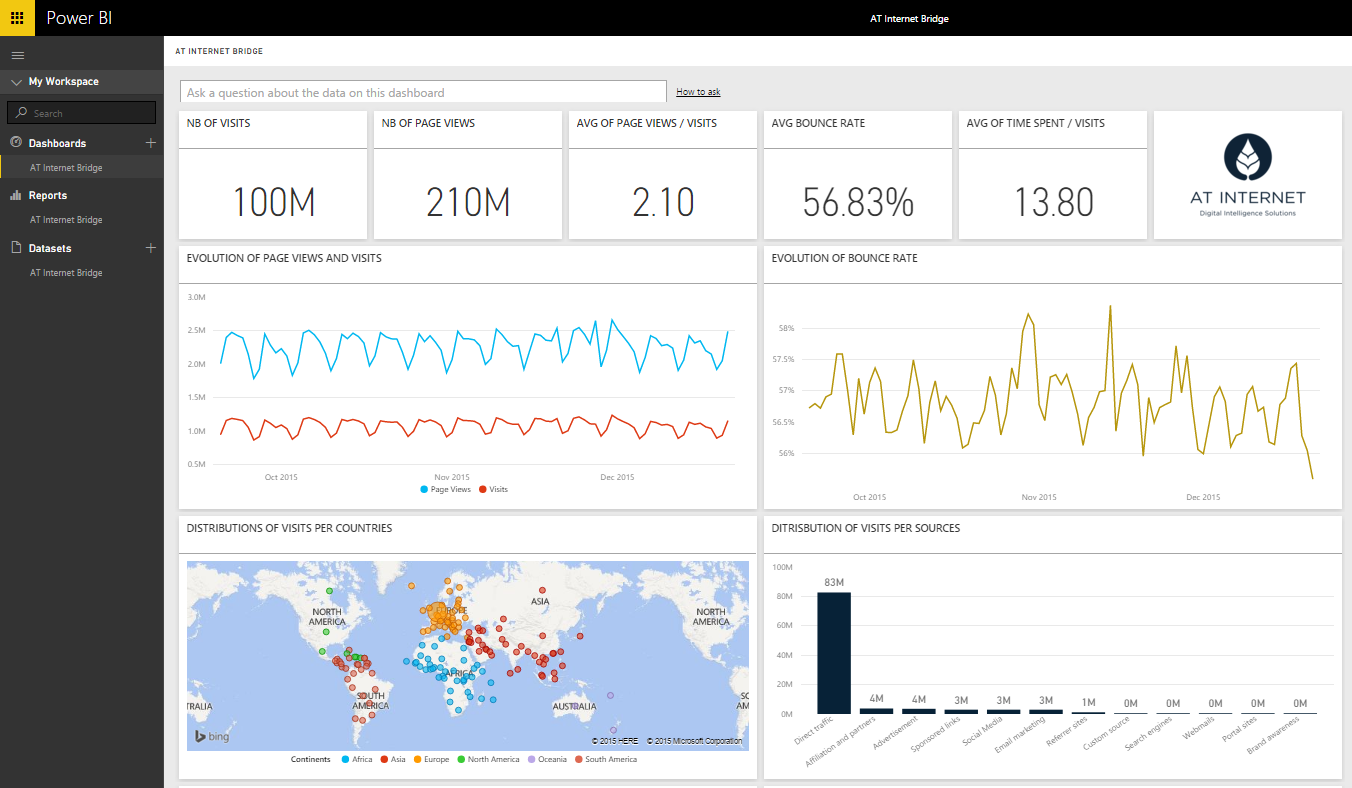 Power BI
AT Internet Bridge
AT INTERNET BRIDGE
My Workspace
Search
Dashboards
AT Internet Bridge
Reports
AT Internet Bridge
Datasets
AT Internet Bridge
Ask a question about the data on this dashboard
How to ask
NB OF VISITS
100M
NB OF PAGE VIEWS
210M
AVG OF PAGE VIEWS / VISITS
2.10
AVG BOUNCE RATE
56.83%
AVG OF TIME SPENT / VISITS
13.80
AT INTERNET
Digital Intelligence Solutions
EVOLUTION OF PAGE VIEWS AND VISITS
3.0M
2.5M
2.0M
1.5M
1.0M
0.5M
Oct 2015 Nov 2015 Dec 2015
Page Views Visits
EVOLUTION OF BOUNCE RATE
58%
57.5%
57%
56.5%
56%
Oct 2015 Nov 2015 Dec 2015
DISTRIBUTIONS OF VISITS PER COUNTRIES
NORTH
AMERICA
EUROPE
ASIA
NORTH
AMERICA
AFRICA
SOUTH
AMERICA
TRALIA
AUSTRALIA
SC
AM
bing
© 2015 HERE © 2015 Microsoft Corporation
Continents Africa Asia Europe North America Oceania South America
DITRISBUTION OF VISITS PER SOURCES
100M
80M
60M
40M
20M
0M
83M 4M 4M 3M 3M 3M 1M 0M 0M 0M 0M 0M
Direct traffic
Affiliation and partners
Advertisement
Sponsored links
Social Media
Email marketing
Referrer sites
Custom source
Search engines
Webmails
Portal sites
Brand awareness